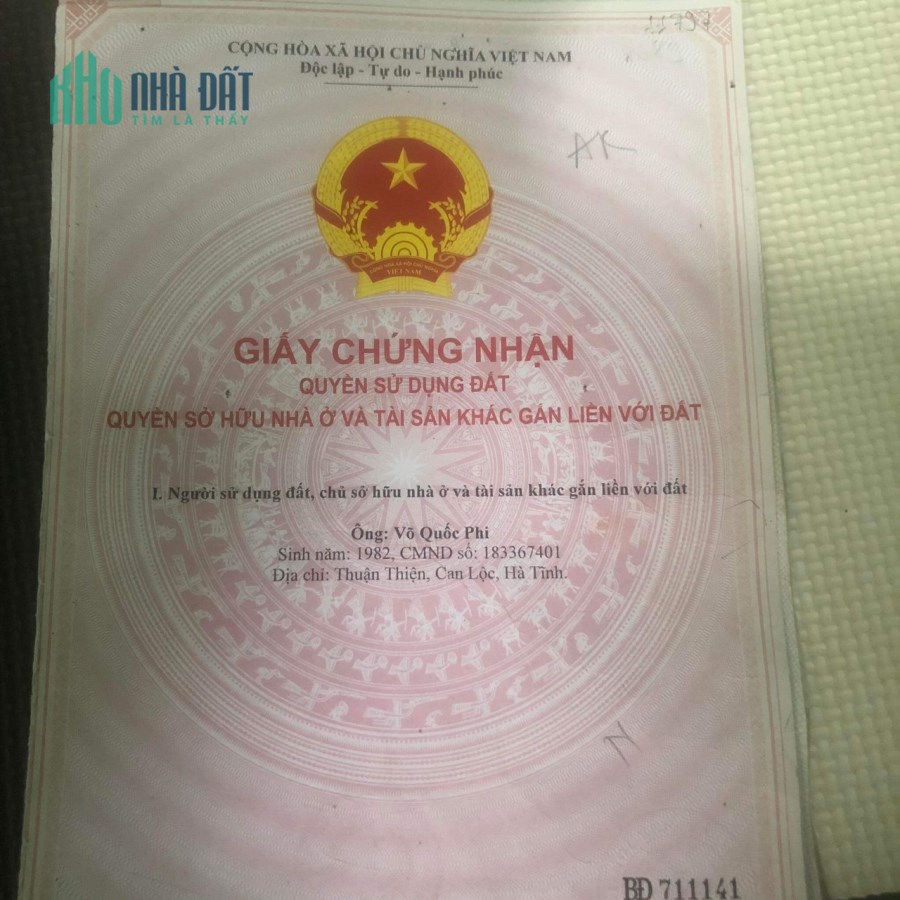 CỘNG HÒA XÃ HỘI CHỦ NGHĨA VIỆT NAM
Độc lập - Tự do - Hạnh phúc
KHO NHÀ ĐẤT
TÌM LÀ THẤY
AK
VIỆT NAM
GIẤY CHỨNG NHẬN
QUYỀN SỬ DỤNG ĐẤT
QUYỀN SỞ HỮU NHÀ Ở VÀ TÀI SẢN KHÁC GẮN LIỀN VỚI ĐẤT
I. Người sử dụng đất, chủ sở hữu nhà ở và tài sản khác gắn liền với đất
Ông: Võ Quốc Phi
Sinh năm: 1982, CMND số: 183367401
Địa chỉ: Thuận Thiện, Can Lộc, Hà Tĩnh.
N
BĐ 711141